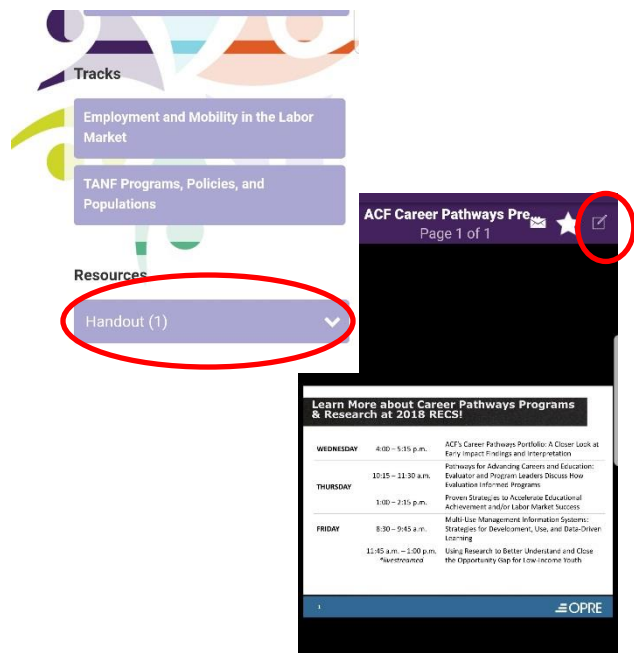 Tracks
Employment and Mobility in the Labor
Market
TANF Programs, Policies, and
Populations
Resources
Handout (1)
ACF Career Pathways Pre
Page 1 of 1
Learn More about Career Pathways Programs
& Research at 2018 RECS!
WEDNESDAY 4:00 – 5:15 p.m. ACF's Career Pathways Portfolio: A Closer Look at
Early Impact Findings and Interpretation
THURSDAY 10:15 – 11:30 a.m. Pathways for Advancing Careers and Education:
Evaluator and Program Leaders Discuss How
Evaluation Informed Programs
1:00 – 2:15 p.m. Proven Strategies to Accelerate Educational
Achievement and/or Labor Market Success
FRIDAY 8:30 – 9:45 a.m. Multi-Use Management Information Systems:
Strategies for Development, Use, and Data-Driven
Learning
11:45 a.m. – 1:00 p.m. Using Research to Better Understand and Close
*livestreamed the Opportunity Gap for Low-Income Youth
1
OPRE